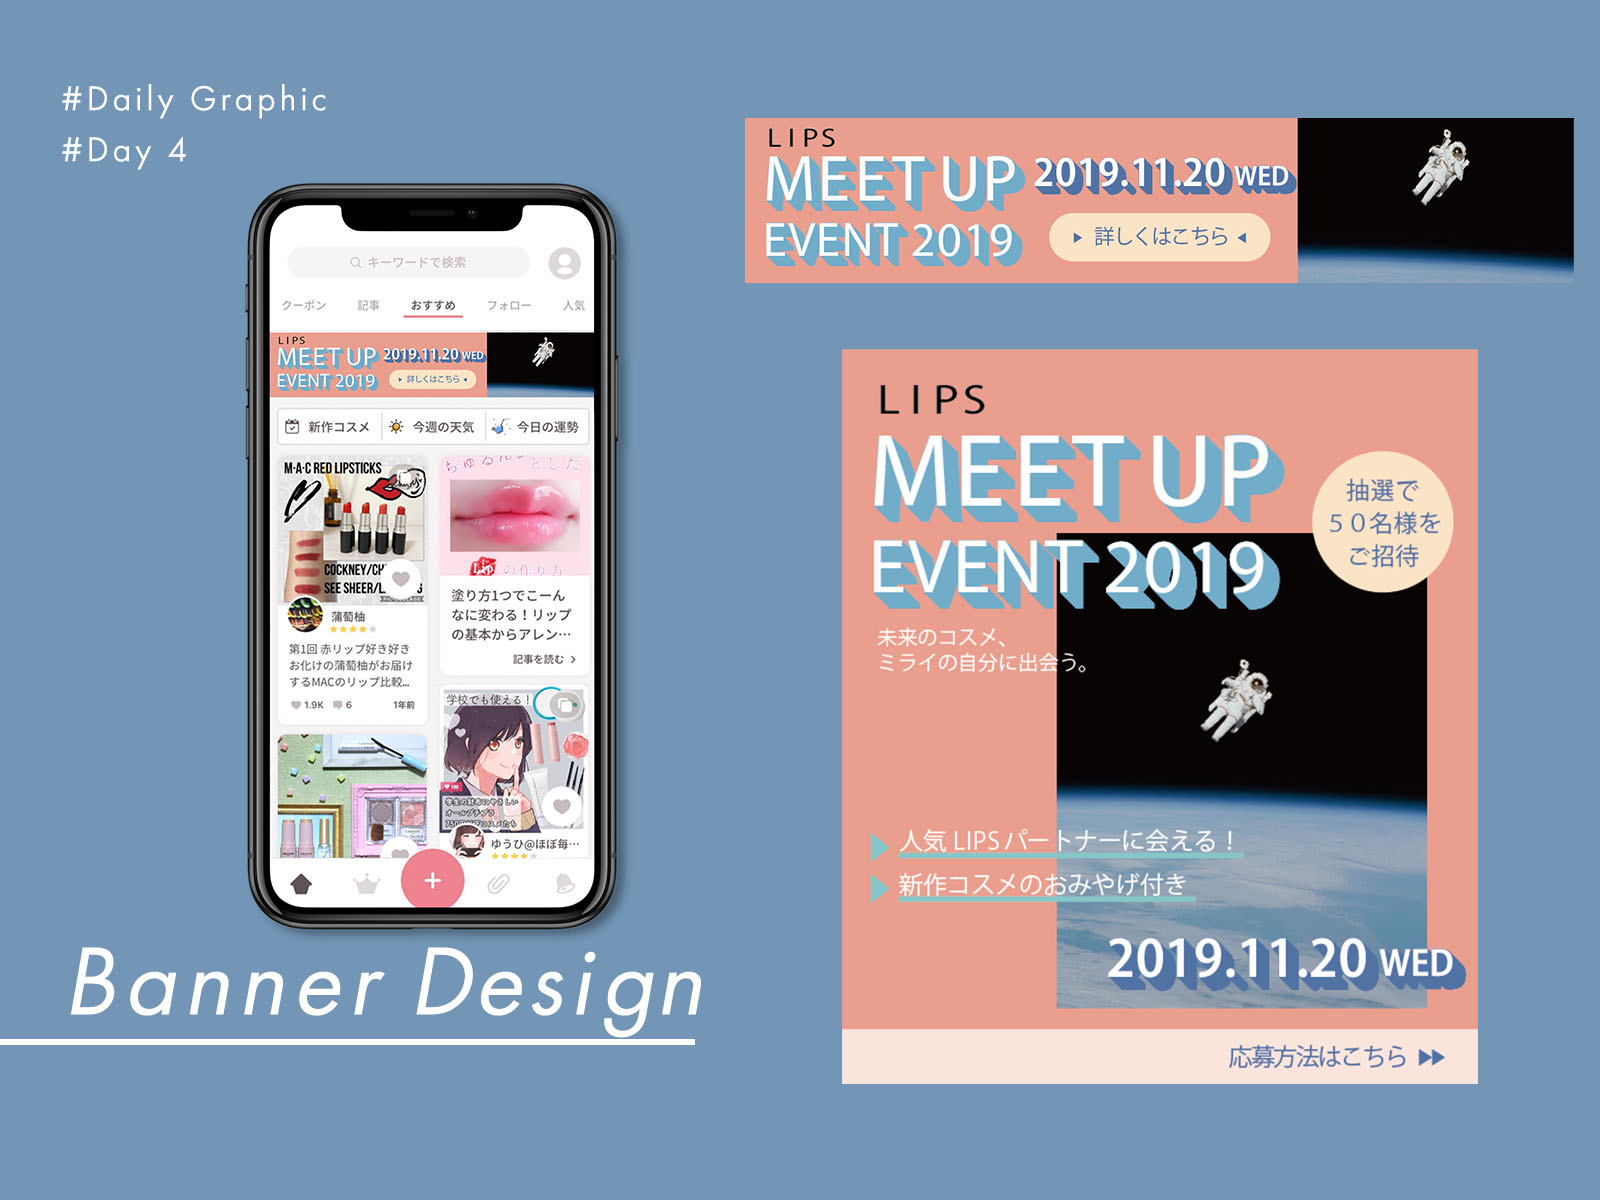 #Daily Graphic
#Day 4
キーワードで検索
クーポン 記事 おすすめ フォロー 人気
LIPS
MEET UP 2019.11.20 WED
EVENT 2019 ▶ 詳しくはこちら ◀
新作コスメ 今週の天気 今日の運勢
M·A·C RED LIPSTICKS
COCKNEY/
SEE SHEER/
蒲萄柚
第1回 赤リップ好き好き
お化けの蒲萄柚がお届け
するMACのリップ比較...
1.9K 6 1年前
Lip の作り方
塗り方1つでこーん
なに変わる！リップ
の基本からアレン…
記事を読む >
学校でも使える！
ゆうひ@ほぼ毎…
Banner Design
LIPS
MEET UP 2019.11.20 WED
EVENT 2019 ▶ 詳しくはこちら ◀
LIPS
MEET UP
EVENT 2019
抽選で
５０名様を
ご招待
未来のコスメ、
ミライの自分に出会う。
人気 LIPS パートナーに会える！
新作コスメのおみやげ付き
2019.11.20 WED
応募方法はこちら